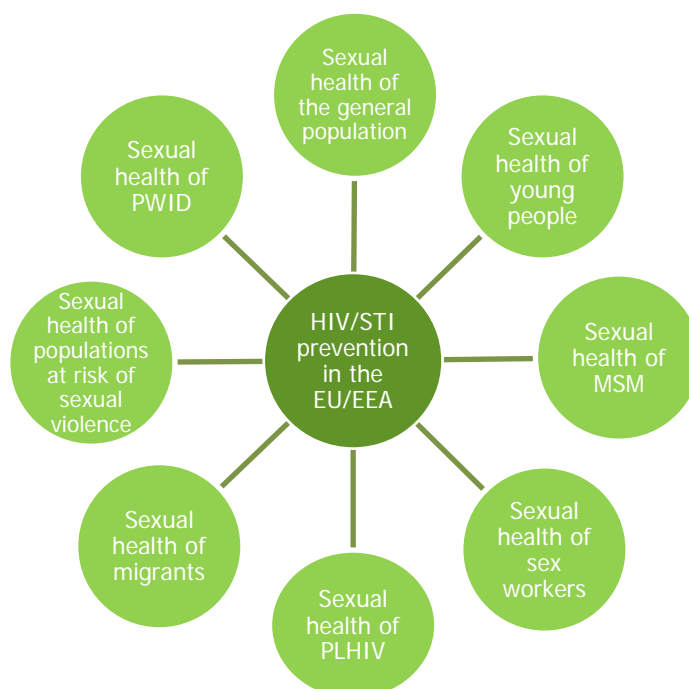 Sexual
health of
the general
population
Sexual
health of
young
people
Sexual
health of
MSM
Sexual
health of
sex
workers
Sexual
health of
PLHIV
Sexual
health of
migrants
Sexual
health of
populations
at risk of
sexual
violence
Sexual
health of
PWID
HIV/STI
prevention
in the
EU/EEA